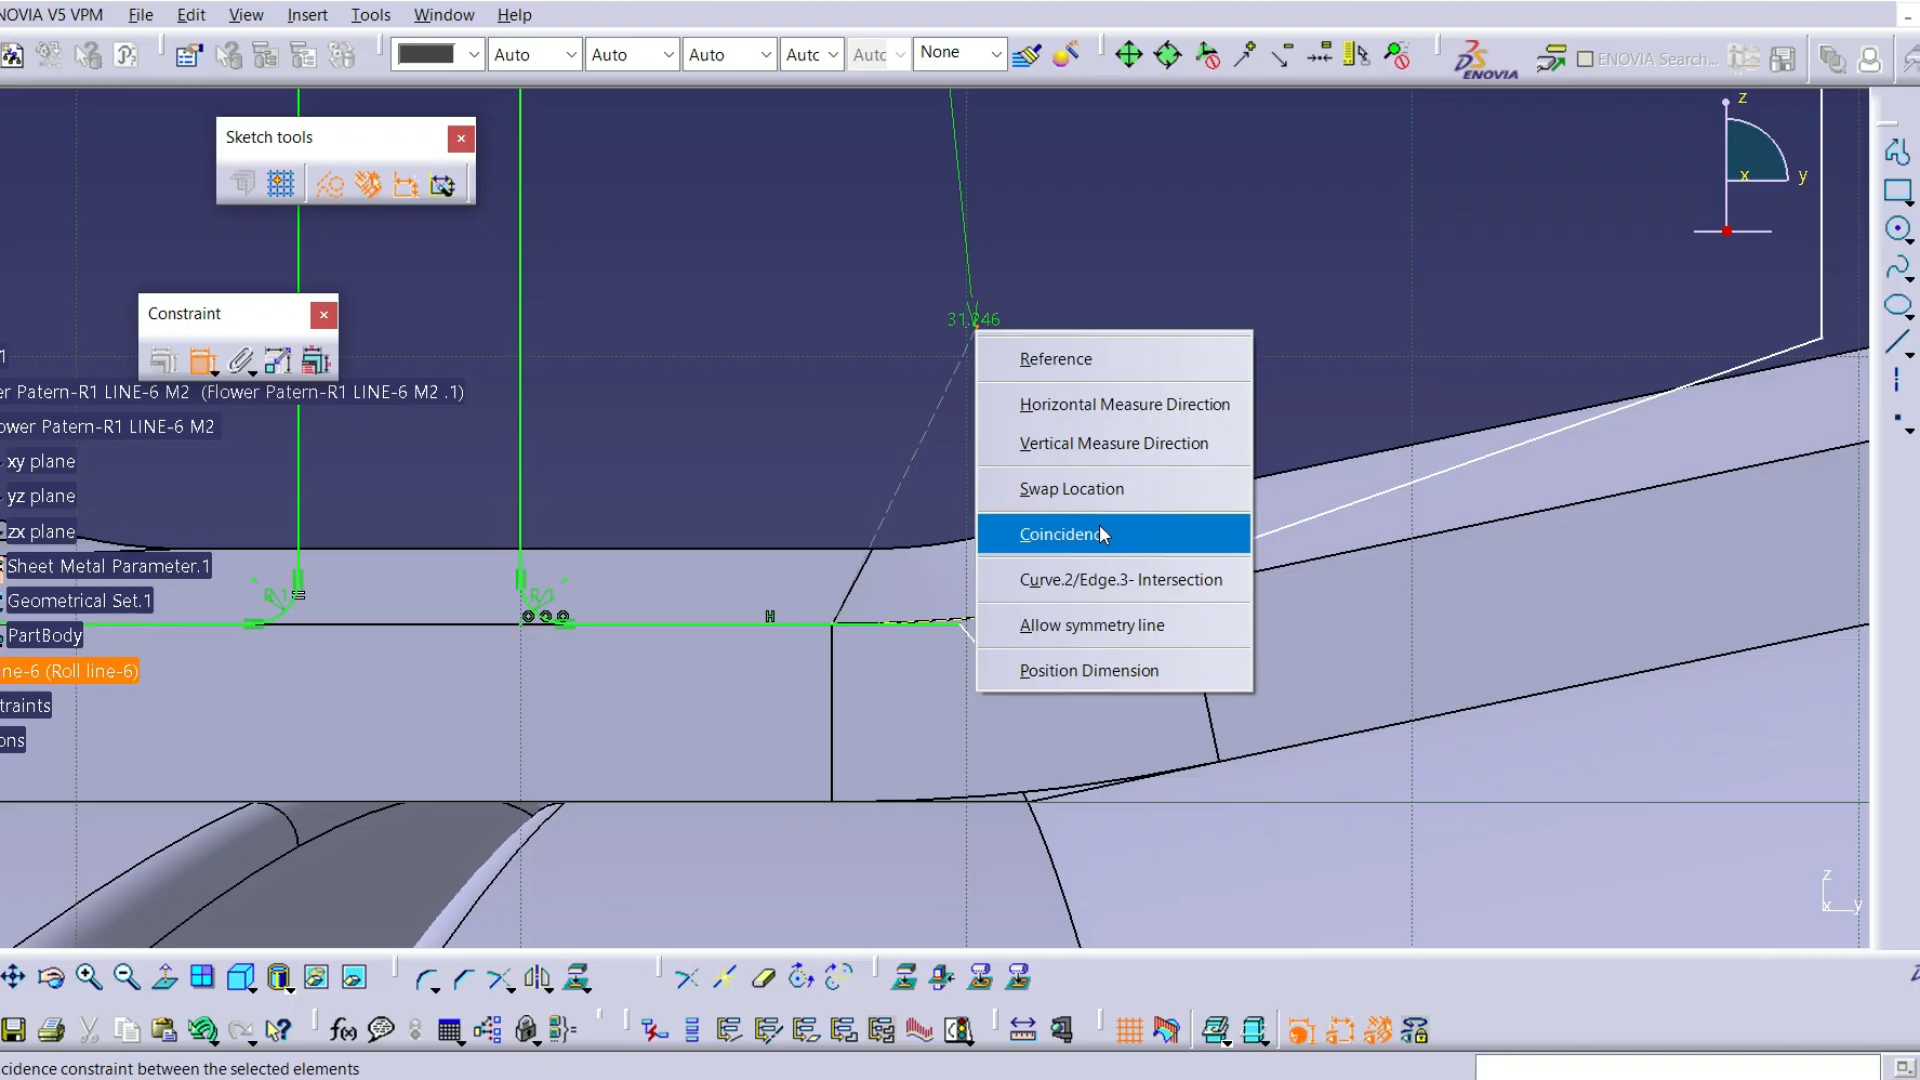 NOVIA V5 VPM File Edit View Insert Tools Window Help
Auto Auto Auto Autc Autc None ENOVIA ENOVIA Search...
z
x y
Sketch tools
Constraint
1
er Patern-R1 LINE-6 M2 (Flower Patern-R1 LINE-6 M2 .1)
ower Patern-R1 LINE-6 M2
xy plane
yz plane
zx plane
Sheet Metal Parameter.1
Geometrical Set.1
PartBody
ne-6 (Roll line-6)
traints
ons
R1 R1
H
Reference
Horizontal Measure Direction
Vertical Measure Direction
Swap Location
Coincidenc
Curve.2/Edge.3- Intersection
Allow symmetry line
Position Dimension
z
x y
f(x)
cidence constraint between the selected elements